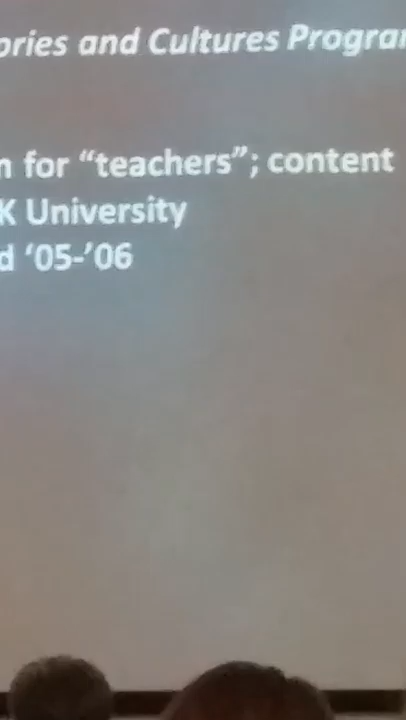 ories and Cultures Progra
n for “teachers”; content
K University
d ‘05-’06